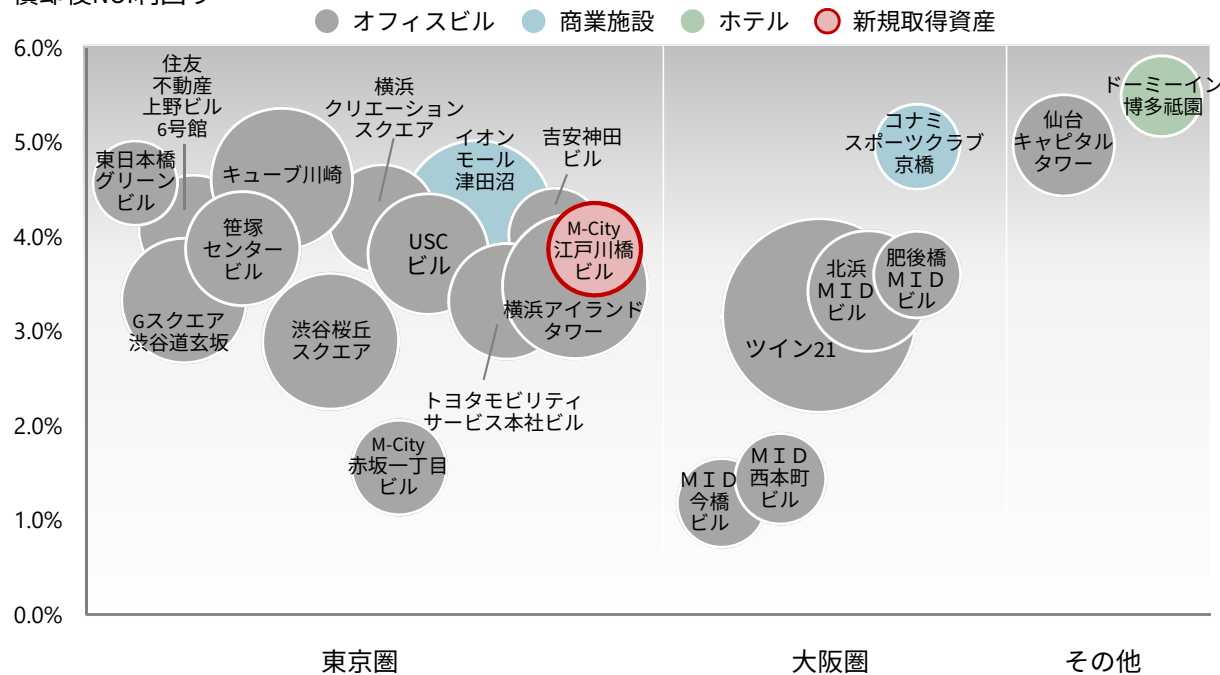 償却後NOI利回り
オフィスビル
商業施設
ホテル
新規取得資産
6.0%
5.0%
4.0%
3.0%
2.0%
1.0%
0.0%
住友
不動産
上野ビル
6号館
東日本橋
グリーン
ビル
キューブ川崎
笹塚
センター
ビル
Gスクエア
渋谷道玄坂
渋谷桜丘
スクエア
横浜
クリエーション
スクエア
イオン
モール
津田沼
吉安神田
ビル
USC
ビル
M-City
江戸川橋
ビル
横浜アイランド
タワー
トヨタモビリティ
サービス本社ビル
M-City
赤坂一丁目
ビル
コナミ
スポーツクラブ
京橋
北浜
ＭＩＤ
ビル
肥後橋
ＭＩＤ
ビル
ツイン21
ＭＩＤ
今橋
ビル
ＭＩＤ
西本町
ビル
仙台
キャピタル
タワー
ドーミーイン
博多祇園
東京圏
大阪圏
その他